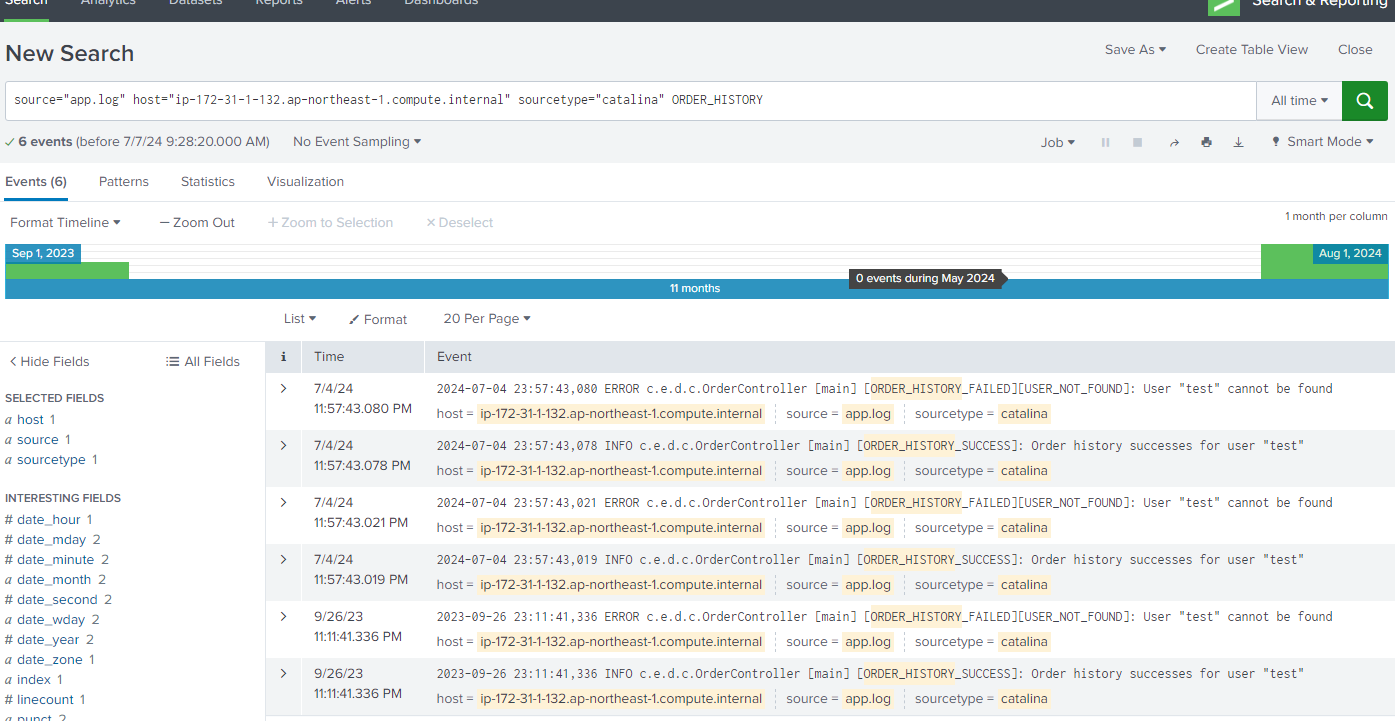 Search Analytics Datasets Reports Alerts Dashboards Search & Reporting
New Search Save As Create Table View Close
source="app.log" host="ip-172-31-1-132.ap-northeast-1.compute.internal" sourcetype="catalina" ORDER_HISTORY All time
6 events (before 7/7/24 9:28:20.000 AM) No Event Sampling Job Smart Mode
Events (6) Patterns Statistics Visualization
Format Timeline — Zoom Out + Zoom to Selection × Deselect 1 month per column
Sep 1, 2023 Aug 1, 2024
0 events during May 2024
11 months
List Format 20 Per Page
< Hide Fields All Fields
SELECTED FIELDS
a host 1
a source 1
a sourcetype 1
INTERESTING FIELDS
# date_hour 1
# date_mday 2
# date_minute 2
a date_month 2
# date_second 2
a date_wday 2
# date_year 2
a date_zone 1
a index 1
# linecount 1
a punct 2
i Time Event
> 7/4/24 2024-07-04 23:57:43,080 ERROR c.e.d.c.OrderController [main] [ORDER_HISTORY_FAILED][USER_NOT_FOUND]: User "test" cannot be found
11:57:43.080 PM host = ip-172-31-1-132.ap-northeast-1.compute.internal source = app.log sourcetype = catalina
> 7/4/24 2024-07-04 23:57:43,078 INFO c.e.d.c.OrderController [main] [ORDER_HISTORY_SUCCESS]: Order history successes for user "test"
11:57:43.078 PM host = ip-172-31-1-132.ap-northeast-1.compute.internal source = app.log sourcetype = catalina
> 7/4/24 2024-07-04 23:57:43,021 ERROR c.e.d.c.OrderController [main] [ORDER_HISTORY_FAILED][USER_NOT_FOUND]: User "test" cannot be found
11:57:43.021 PM host = ip-172-31-1-132.ap-northeast-1.compute.internal source = app.log sourcetype = catalina
> 7/4/24 2024-07-04 23:57:43,019 INFO c.e.d.c.OrderController [main] [ORDER_HISTORY_SUCCESS]: Order history successes for user "test"
11:57:43.019 PM host = ip-172-31-1-132.ap-northeast-1.compute.internal source = app.log sourcetype = catalina
> 9/26/23 2023-09-26 23:11:41,336 ERROR c.e.d.c.OrderController [main] [ORDER_HISTORY_FAILED][USER_NOT_FOUND]: User "test" cannot be found
11:11:41.336 PM host = ip-172-31-1-132.ap-northeast-1.compute.internal source = app.log sourcetype = catalina
> 9/26/23 2023-09-26 23:11:41,336 INFO c.e.d.c.OrderController [main] [ORDER_HISTORY_SUCCESS]: Order history successes for user "test"
11:11:41.336 PM host = ip-172-31-1-132.ap-northeast-1.compute.internal source = app.log sourcetype = catalina